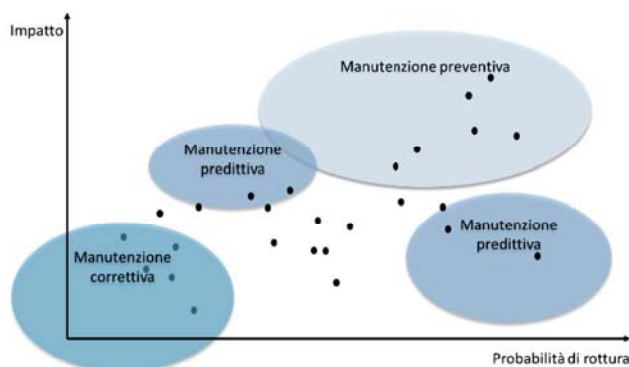 Impatto
Manutenzione preventiva
Manutenzione
predittiva
Manutenzione
predittiva
Manutenzione
correttiva
Probabilità di rottura